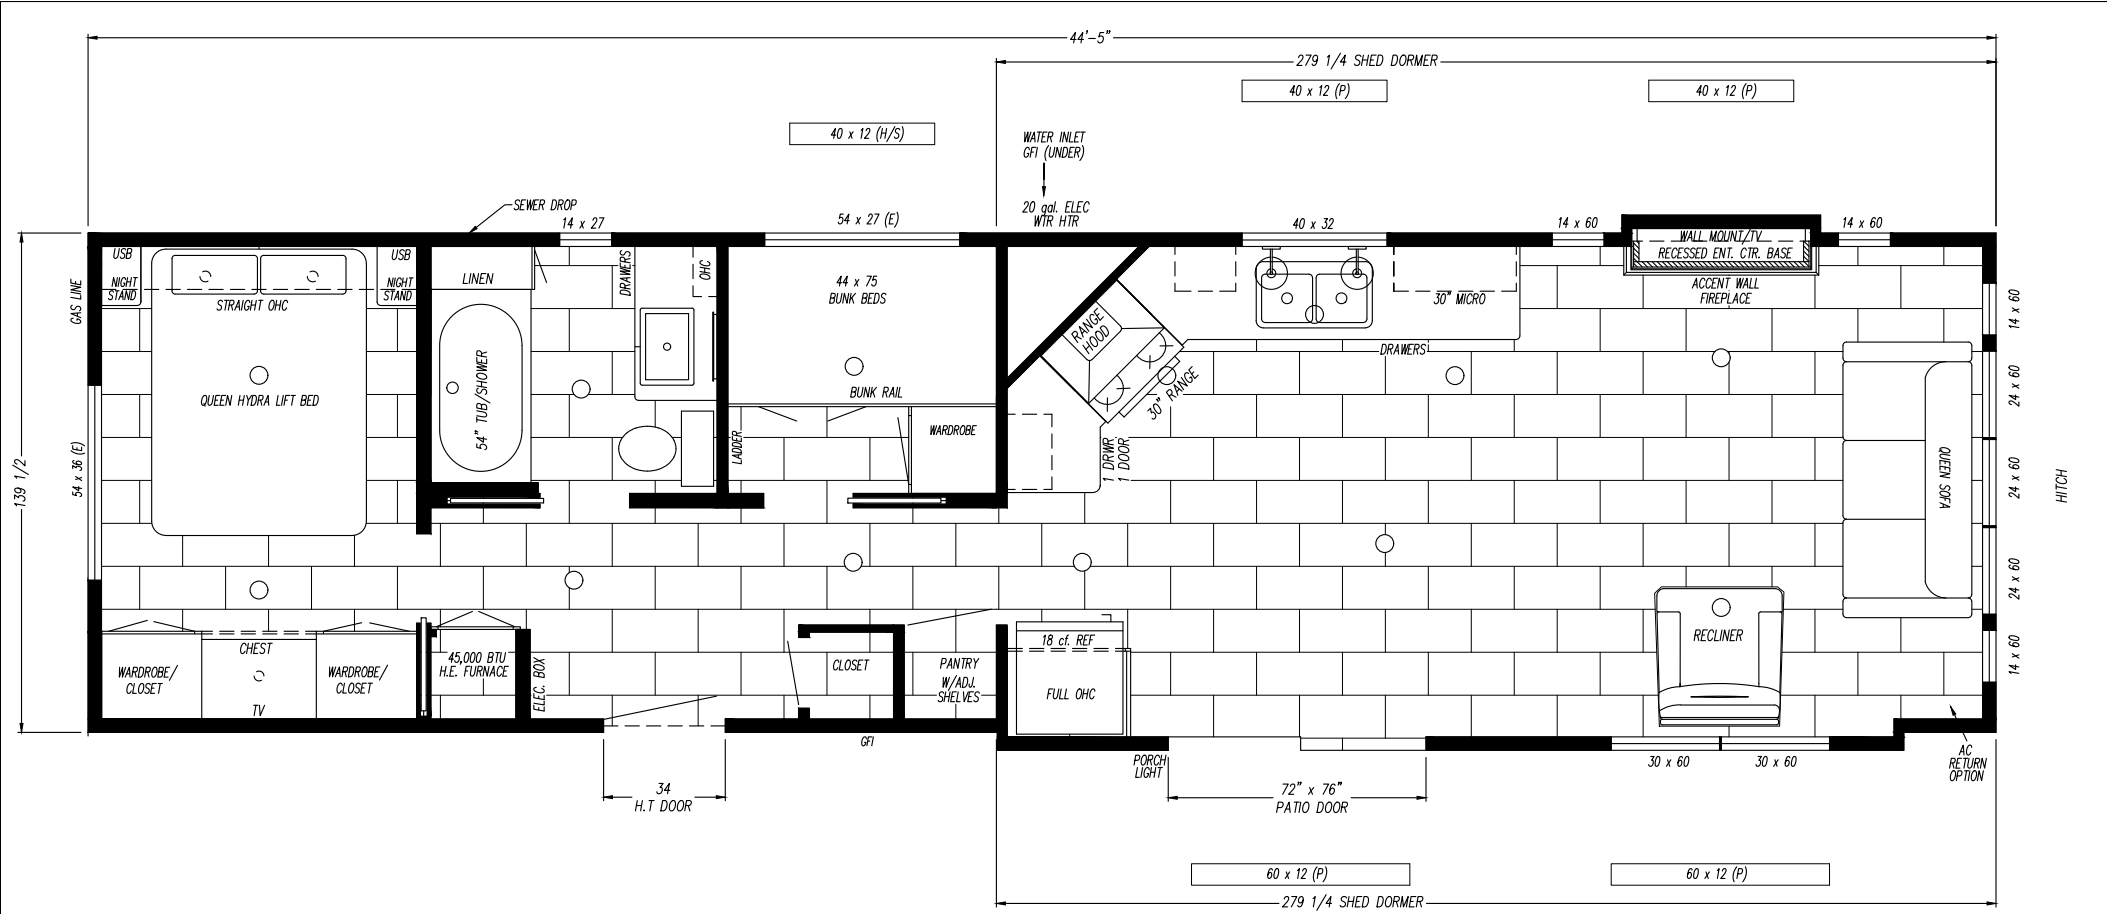 44'-5"
279 1/4 SHED DORMER
40 x 12 (P)
40 x 12 (P)
40 x 12 (H/S)
WATER INLET
GFI (UNDER)
20 gal. ELEC
WTR HTR
SEWER DROP
14 x 27
54 x 27 (E)
40 x 32
14 x 60
14 x 60
WALL MOUNT/TV
RECESSED ENT. CTR. BASE
ACCENT WALL
FIREPLACE
USB
NIGHT
STAND
USB
NIGHT
STAND
STRAIGHT OHC
QUEEN HYDRA LIFT BED
GAS LINE
54 x 36 (E)
139 1/2
LINEN
54" TUB/SHOWER
DRAWERS
OHC
44 x 75
BUNK BEDS
BUNK RAIL
LADDER
WARDROBE
RANGE
HOOD
30" RANGE
30" MICRO
DRAWERS
1 DRWR
1 DOOR
QUEEN SOFA
14 x 60
24 x 60
24 x 60
24 x 60
14 x 60
HITCH
RECLINER
WARDROBE/
CLOSET
CHEST
TV
WARDROBE/
CLOSET
45,000 BTU
H.E. FURNACE
ELEC. BOX
CLOSET
PANTRY
W/ADJ.
SHELVES
18 cf. REF
FULL OHC
GFI
PORCH
LIGHT
34
H.T DOOR
72" x 76"
PATIO DOOR
30 x 60
30 x 60
AC
RETURN
OPTION
60 x 12 (P)
60 x 12 (P)
279 1/4 SHED DORMER